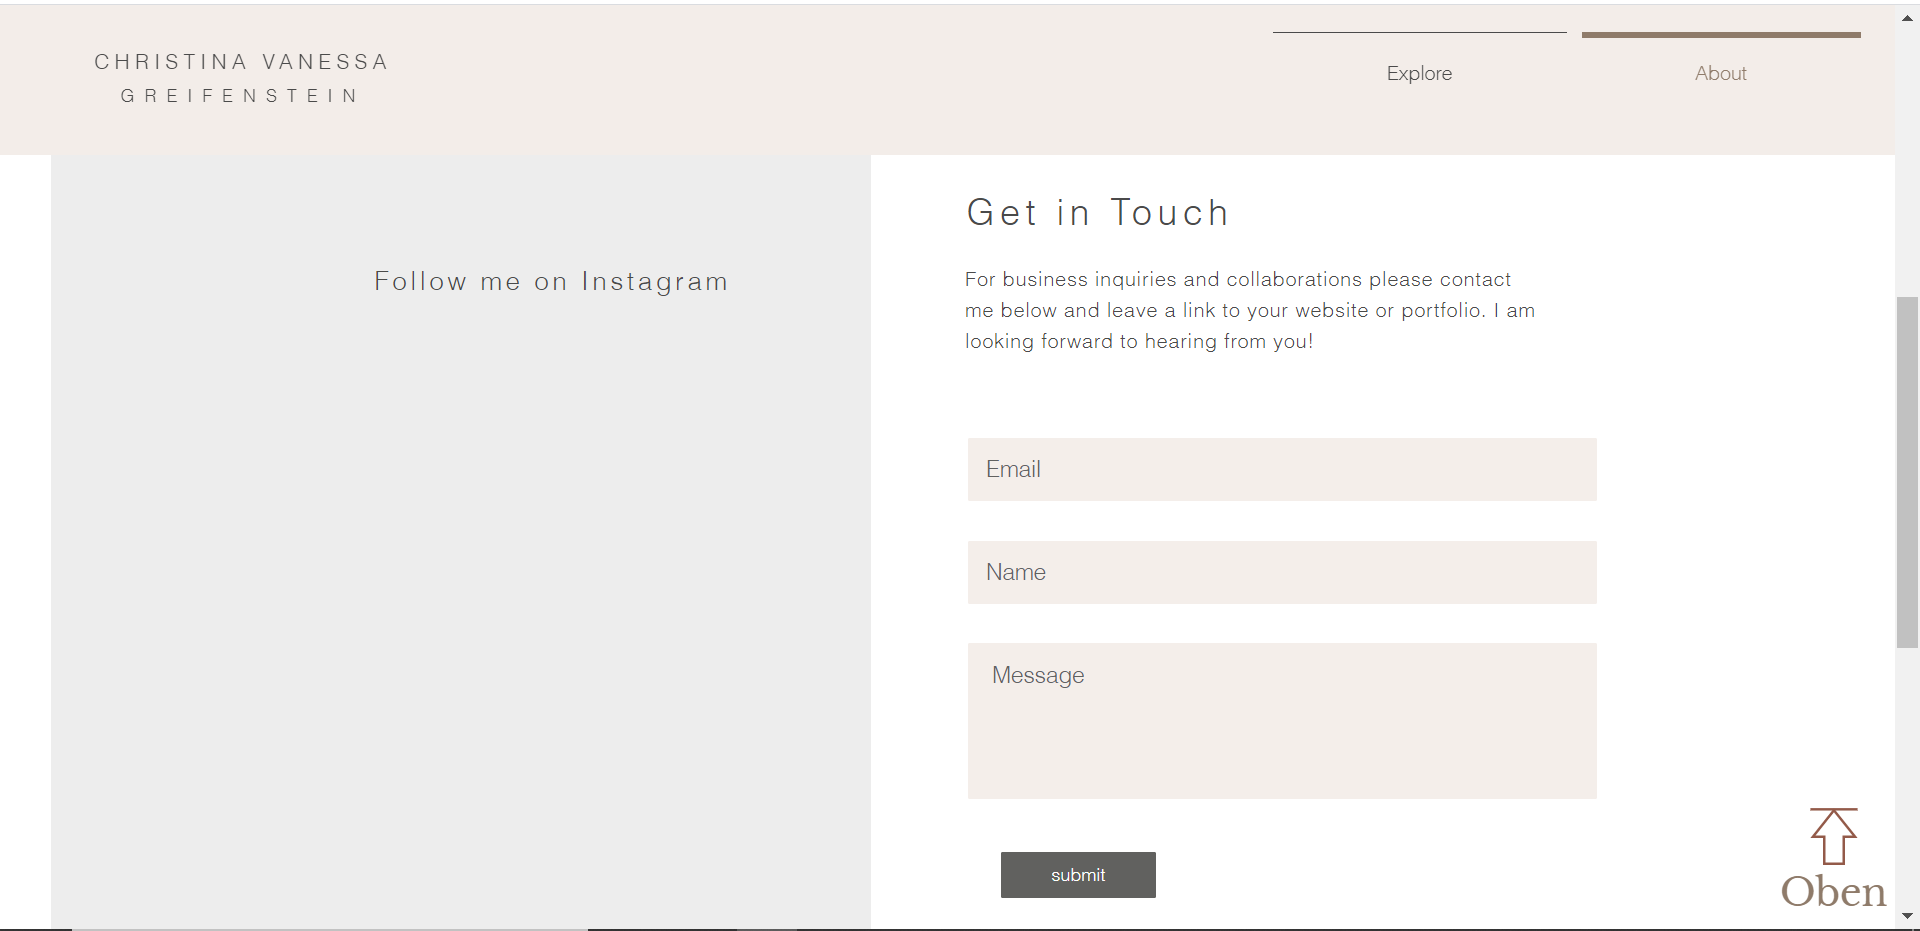 CHRISTINA VANESSA
GREIFENSTEIN
Explore
About
Follow me on Instagram
Get in Touch
For business inquiries and collaborations please contact
me below and leave a link to your website or portfolio. I am
looking forward to hearing from you!
Email
Name
Message
submit
Oben